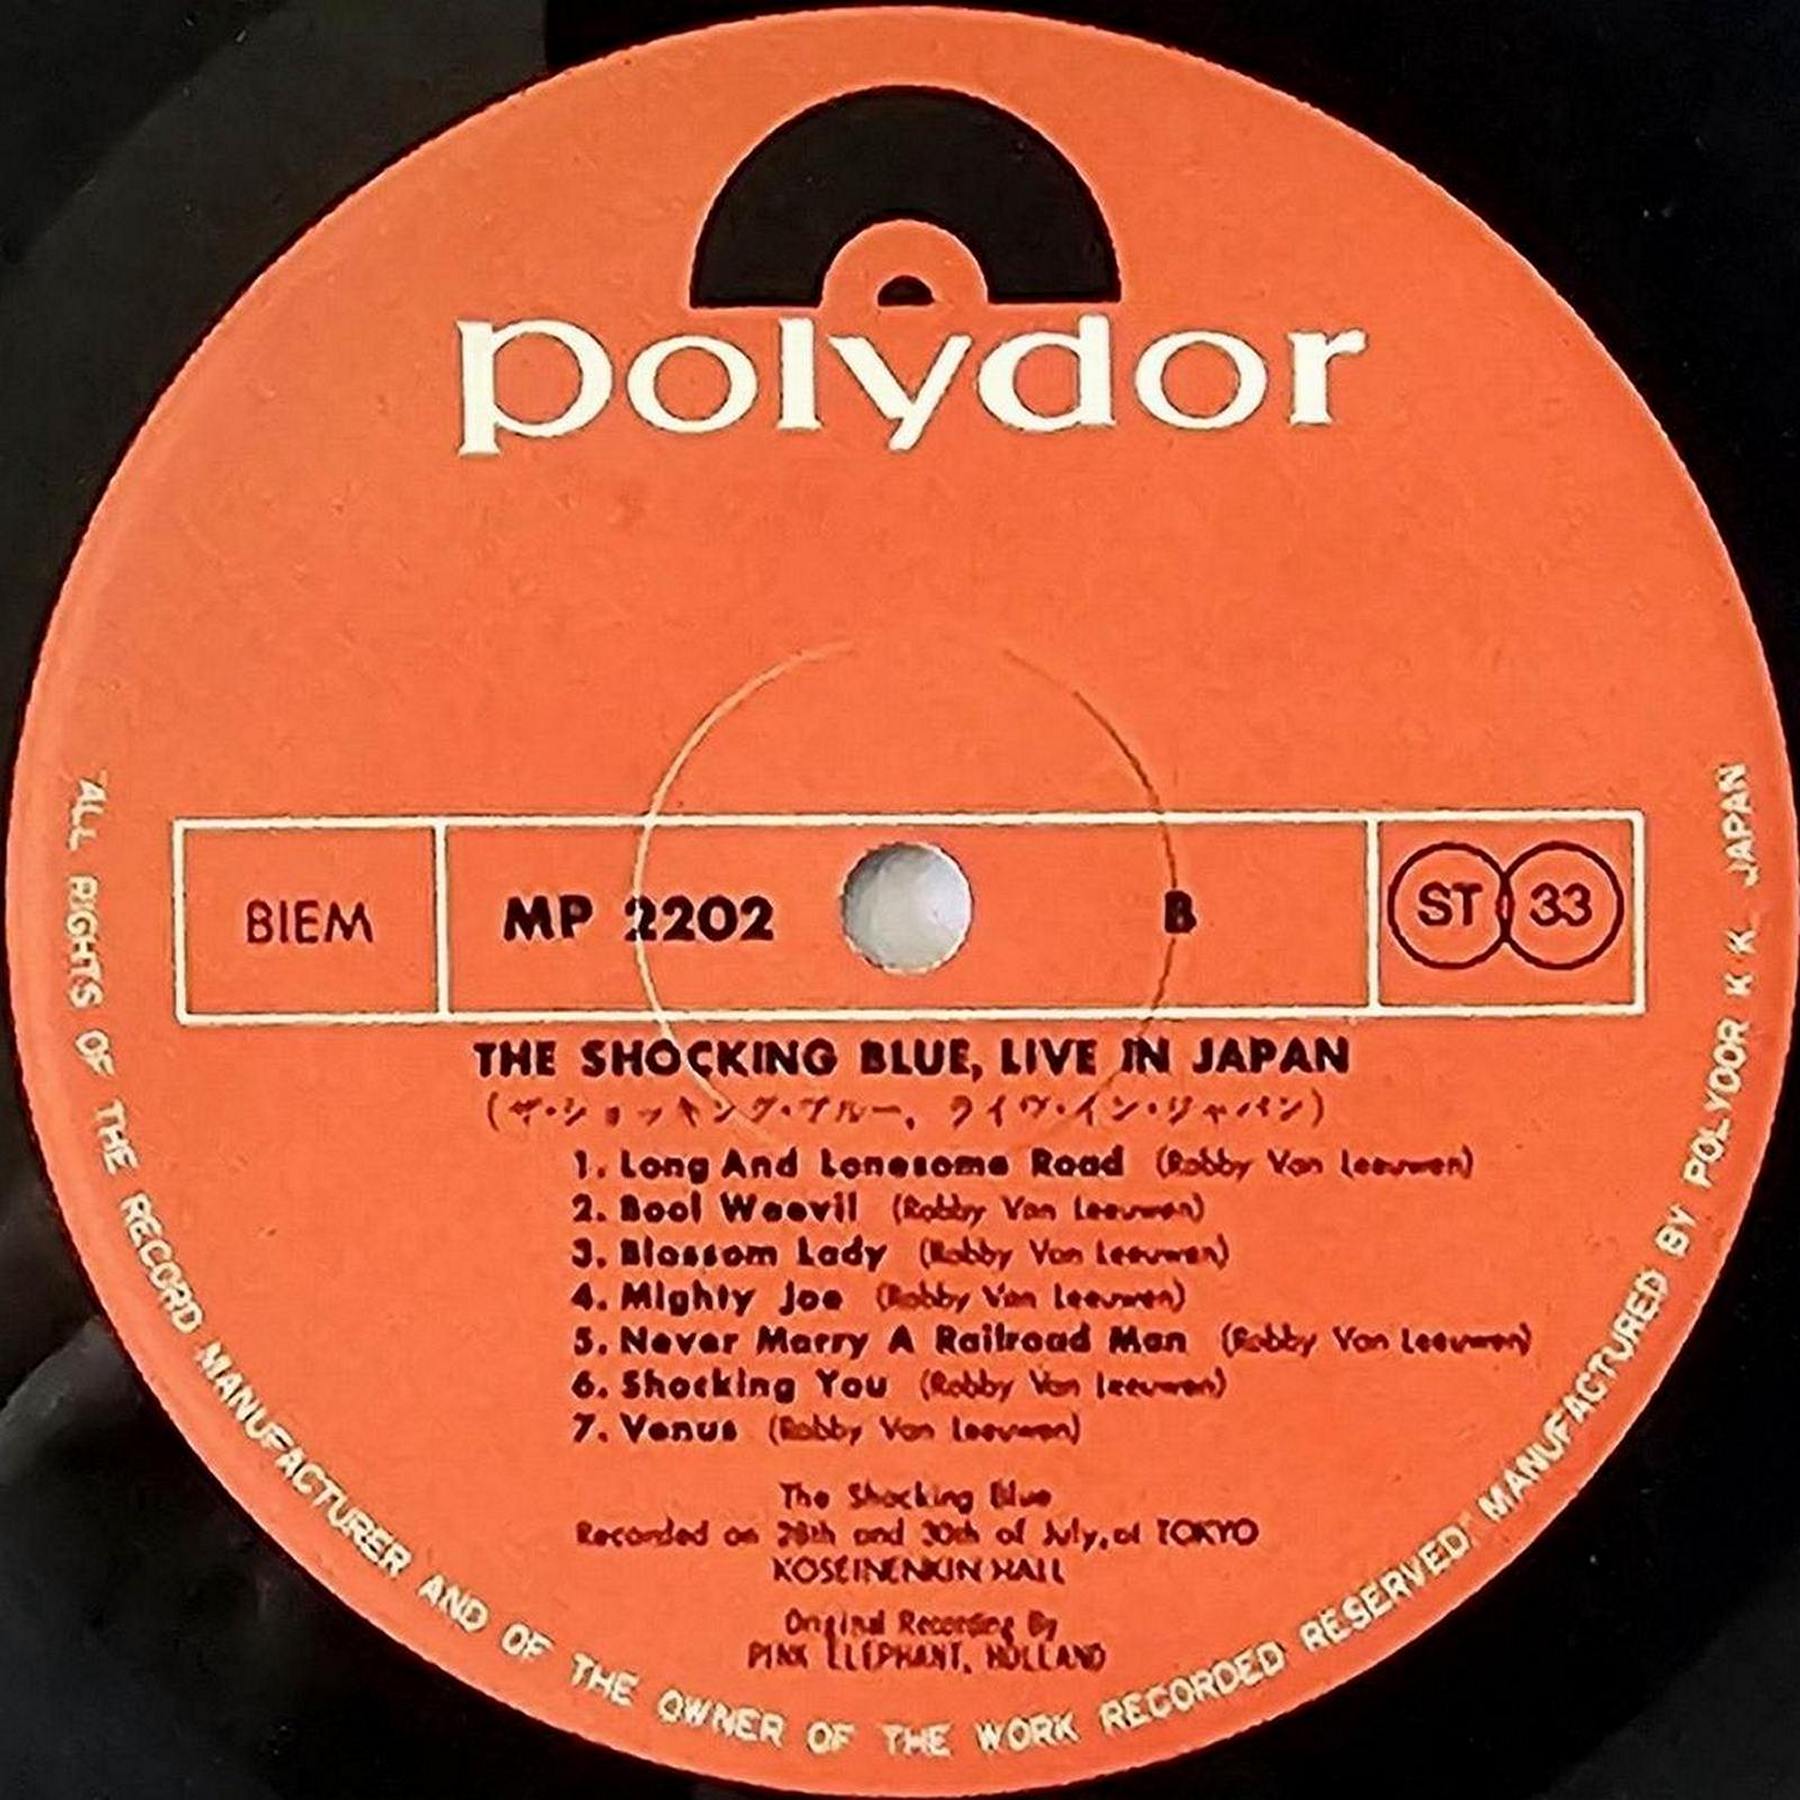 polydor
BIEM
MP 2202
B
ST 33
THE SHOCKING BLUE, LIVE IN JAPAN
(ザ・ショッキング・ブルー, ライヴ・イン・ジャパン)
1. Long And Lonesome Road (Robby Van Leeuwen)
2. Bool Weevil (Robby Van Leeuwen)
3. Blossom Lady (Robby Van Leeuwen)
4. Mighty Joe (Robby Van Leeuwen)
5. Never Marry A Railroad Man (Robby Van Leeuwen)
6. Shocking You (Robby Van Leeuwen)
7. Venus (Robby Van Leeuwen)
The Shocking Blue
Recorded on 28th and 30th of July, at TOKYO
KOSEINENKIN HALL
Original Recording By
PINK ELEPHANT, HOLLAND
ALL RIGHTS OF THE RECORD MANUFACTURER AND OF THE OWNER OF THE WORK RECORDED RESERVED. MANUFACTURED BY POLYDOR K K. JAPAN